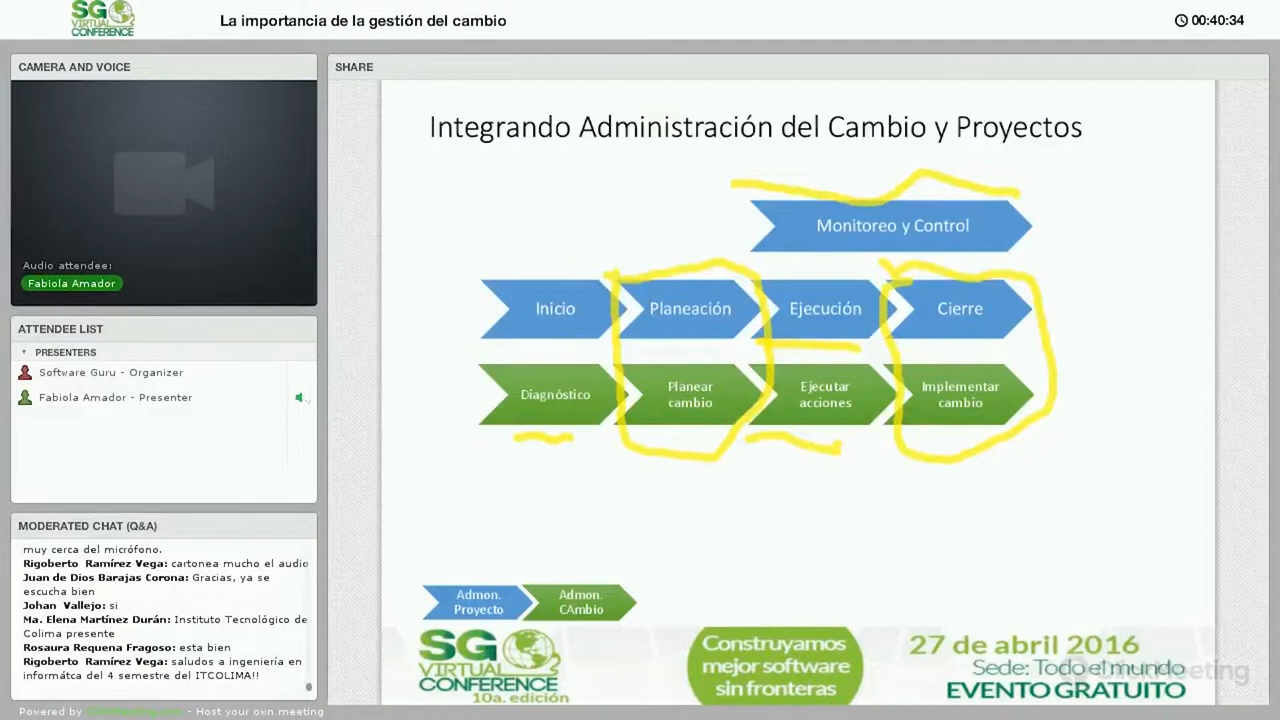 SG
VIRTUAL
CONFERENCE
La importancia de la gestión del cambio
00:40:34
CAMERA AND VOICE
Audio attendee:
Fabiola Amador
ATTENDEE LIST
PRESENTERS
Software Guru - Organizer
Fabiola Amador - Presenter
MODERATED CHAT (Q&A)
muy cerca del micrófono.
Rigoberto Ramírez Vega: cartonea mucho el audio
Juan de Dios Barajas Corona: Gracias, ya se
escucha bien
Johan Vallejo: si
Ma. Elena Martínez Durán: Instituto Tecnológico de
Colima presente
Rosaura Requena Fragoso: esta bien
Rigoberto Ramírez Vega: saludos a ingeniería en
informátca del 4 semestre del ITCOLIMA!!
Powered by ClickMeeting.com - Host your own meeting
SHARE
Integrando Administración del Cambio y Proyectos
Monitoreo y Control
Inicio
Planeación
Ejecución
Cierre
Diagnóstico
Planear
cambio
Ejecutar
acciones
Implementar
cambio
Admon.
Proyecto
Admon.
CAmbio
SG
VIRTUAL
CONFERENCE
10a. edición
Construyamos
mejor software
sin fronteras
27 de abril 2016
Sede: Todo el mundo
EVENTO GRATUITO
ClickMeeting